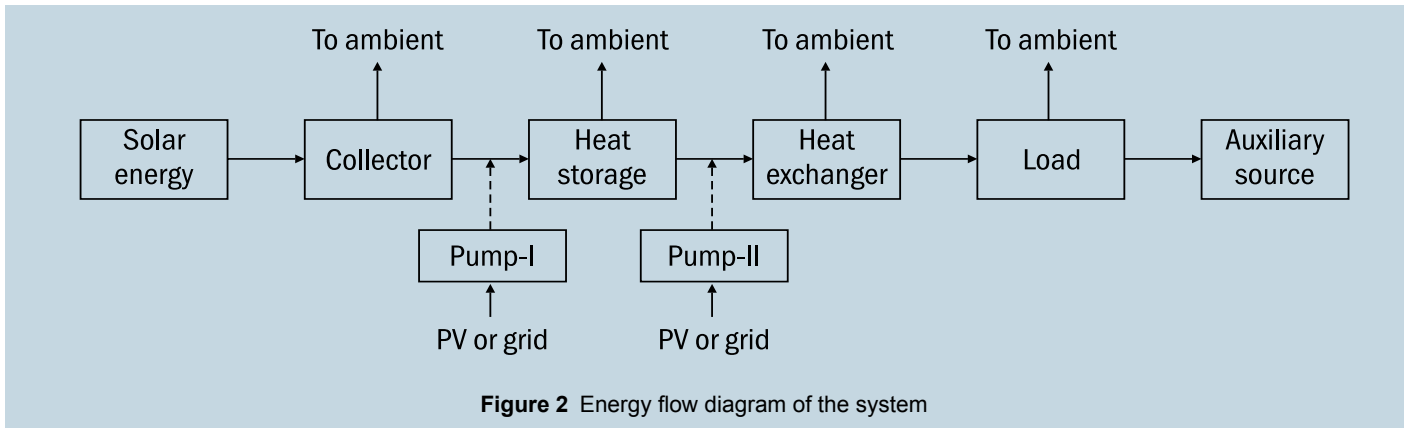 To ambient
To ambient
To ambient
To ambient
Solar
energy
Collector
Heat
storage
Heat
exchanger
Load
Auxiliary
source
Pump-I
Pump-II
PV or grid
PV or grid
Figure 2 Energy flow diagram of the system